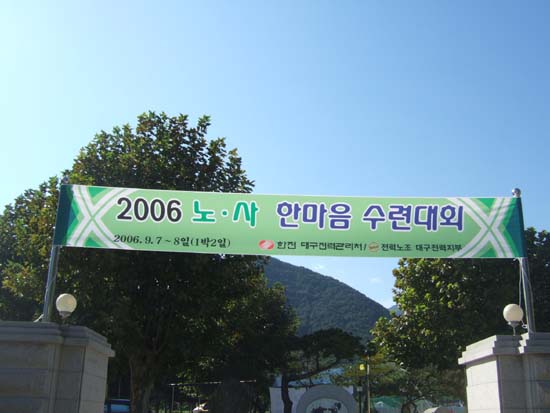 2006 노·사 한마음 수련대회
2006. 9. 7 ~ 8일(1박2일) 한전 대구전력관리처 / 전력노조 대구전력지부